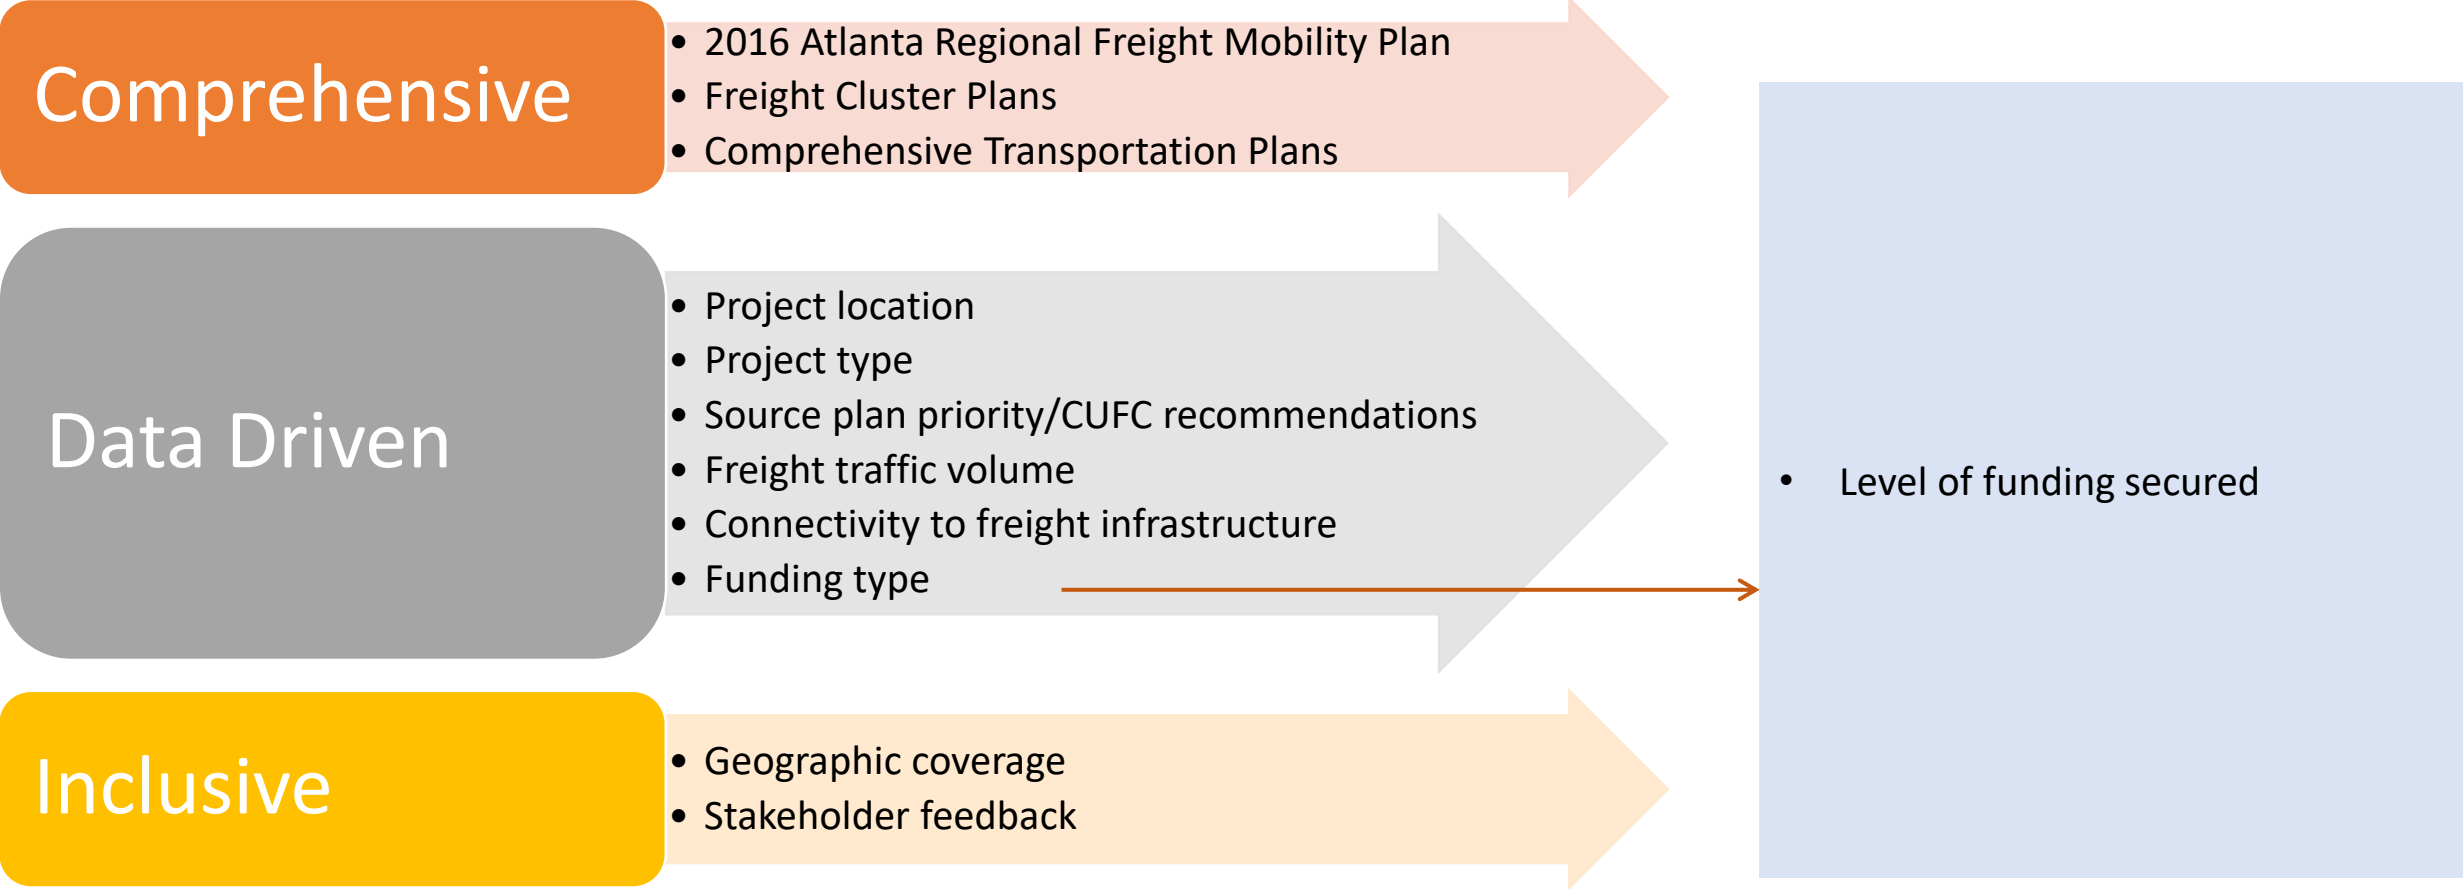 Comprehensive
• 2016 Atlanta Regional Freight Mobility Plan
• Freight Cluster Plans
• Comprehensive Transportation Plans
Data Driven
• Project location
• Project type
• Source plan priority/CUFC recommendations
• Freight traffic volume
• Connectivity to freight infrastructure
• Funding type
• Level of funding secured
Inclusive
• Geographic coverage
• Stakeholder feedback